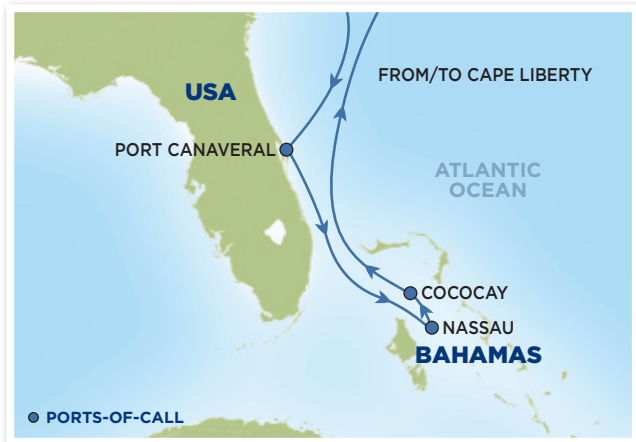 USA
FROM/TO CAPE LIBERTY
PORT CANAVERAL
ATLANTIC
OCEAN
COCOCAY
NASSAU
BAHAMAS
PORTS-OF-CALL